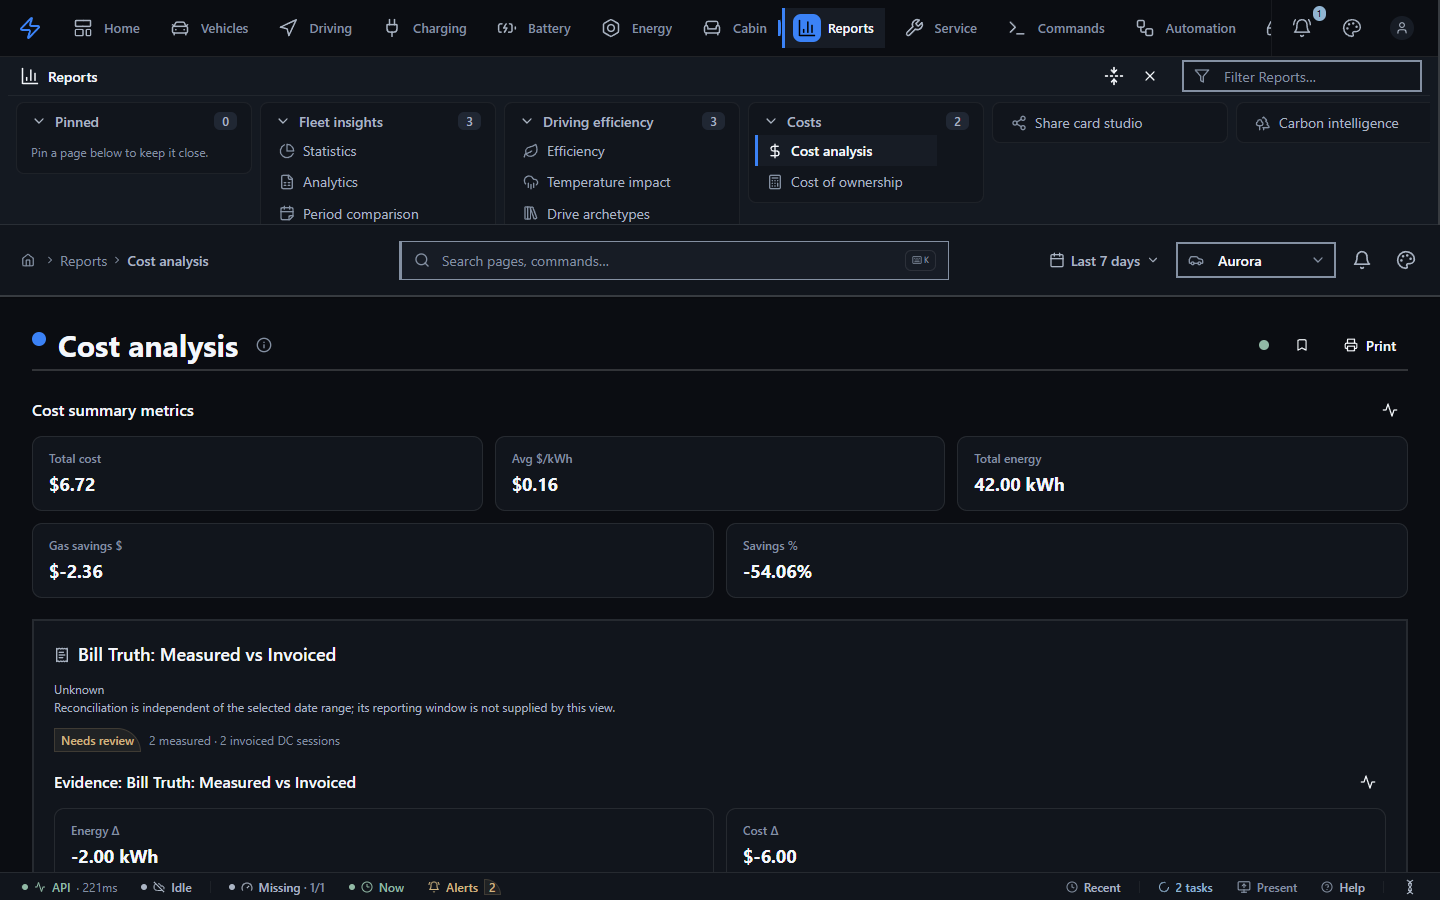 Home Vehicles Driving Charging Battery Energy Cabin Reports Service Commands Automation 1
Reports Filter Reports...
Pinned 0
Pin a page below to keep it close.
Fleet insights 3
Statistics
Analytics
Period comparison
Driving efficiency 3
Efficiency
Temperature impact
Drive archetypes
Costs 2
Cost analysis
Cost of ownership
Share card studio
Carbon intelligence
Reports Cost analysis Search pages, commands... K Last 7 days Aurora
Cost analysis Print
Cost summary metrics
Total cost
$6.72
Avg $/kWh
$0.16
Total energy
42.00 kWh
Gas savings $
$-2.36
Savings %
-54.06%
Bill Truth: Measured vs Invoiced
Unknown
Reconciliation is independent of the selected date range; its reporting window is not supplied by this view.
Needs review 2 measured · 2 invoiced DC sessions
Evidence: Bill Truth: Measured vs Invoiced
Energy Δ
-2.00 kWh
Cost Δ
$-6.00
API · 221ms Idle Missing · 1/1 Now Alerts 2 Recent 2 tasks Present Help